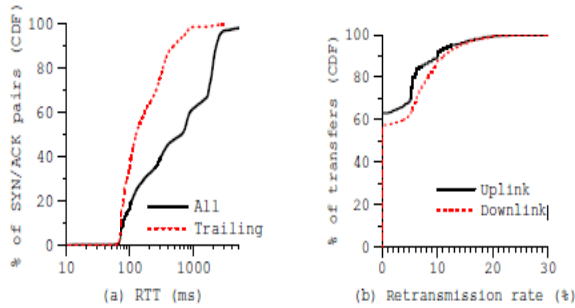 % of SYN/ACK pairs (CDF)
100
80
60
40
20
0
10
100
1000
All
Trailing
(a) RTT (ms)
% of transfers (CDF)
100
80
60
40
20
0
0
10
20
30
Uplink
Downlink
(b) Retransmission rate (%)